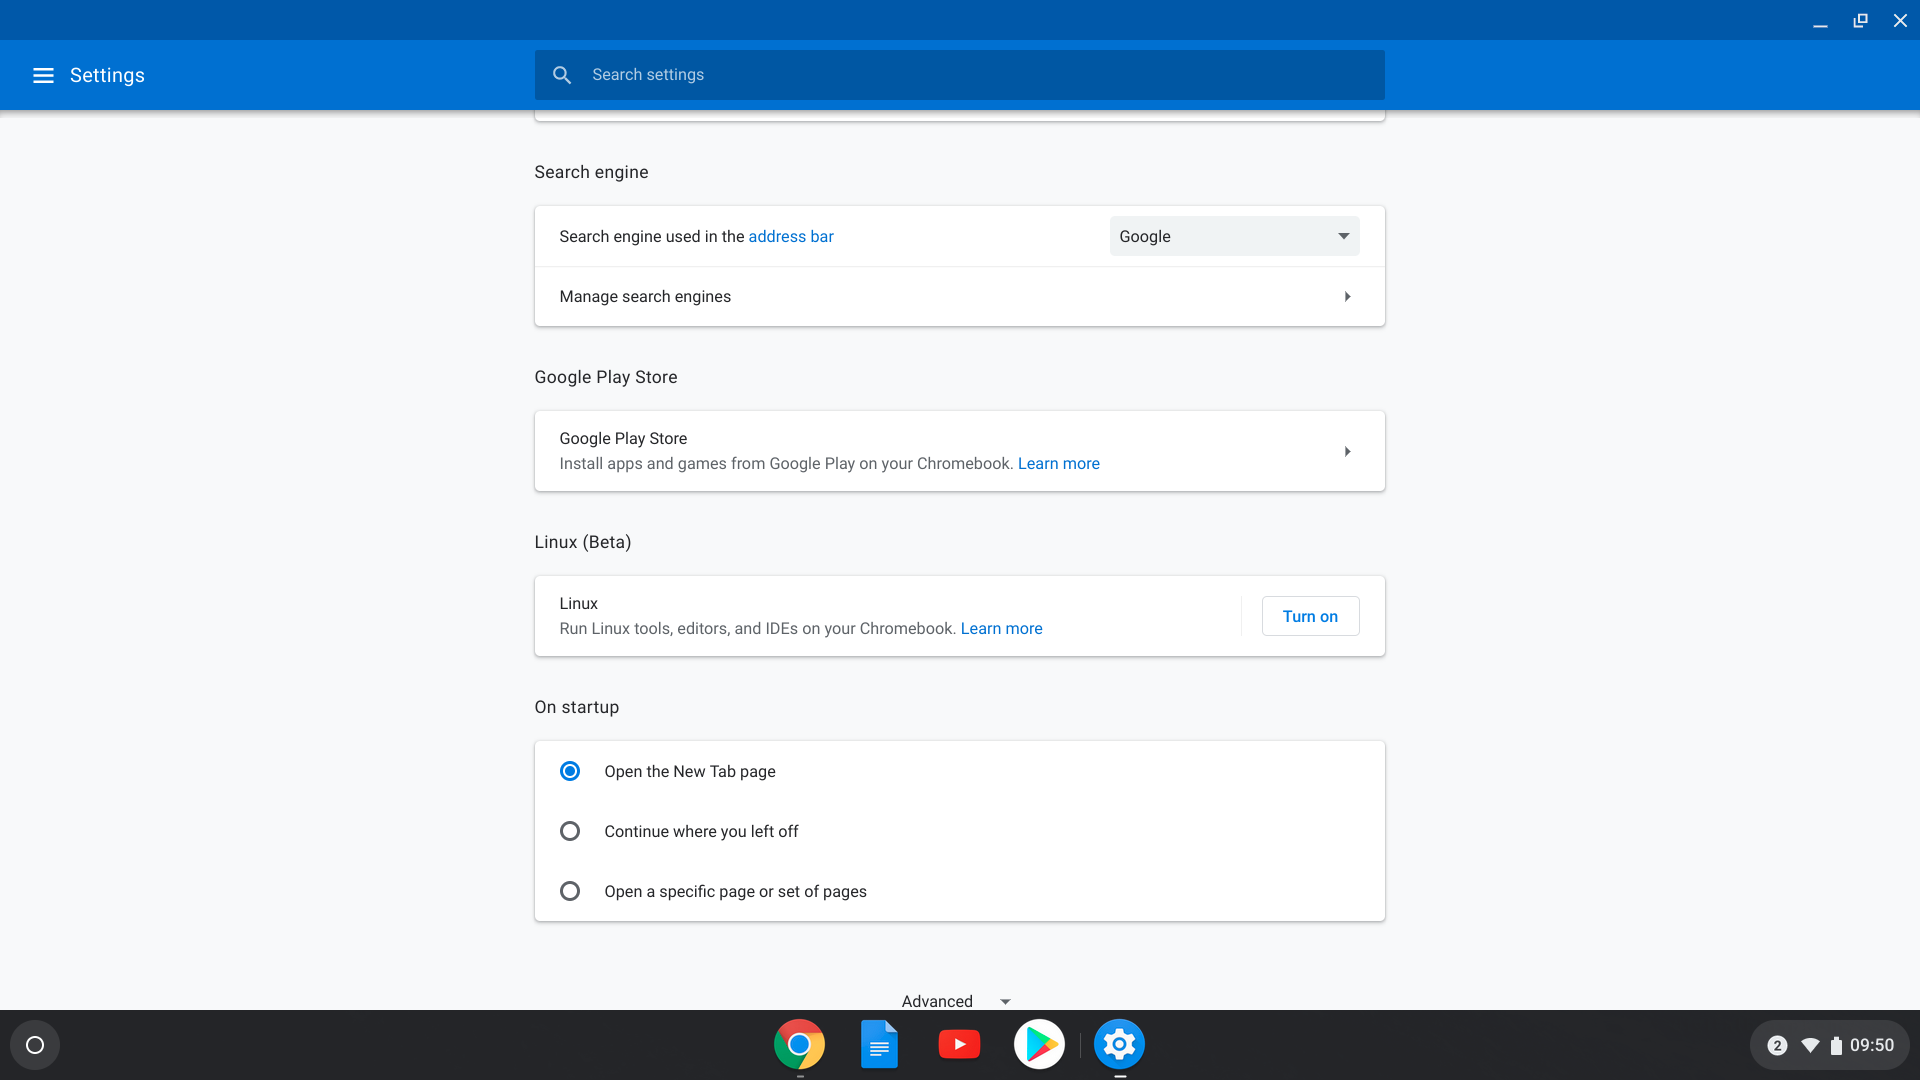 Settings
Search settings
Search engine
Search engine used in the address bar
Google
Manage search engines
Google Play Store
Google Play Store
Install apps and games from Google Play on your Chromebook. Learn more
Linux (Beta)
Linux
Run Linux tools, editors, and IDEs on your Chromebook. Learn more
Turn on
On startup
Open the New Tab page
Continue where you left off
Open a specific page or set of pages
Advanced
2 09:50